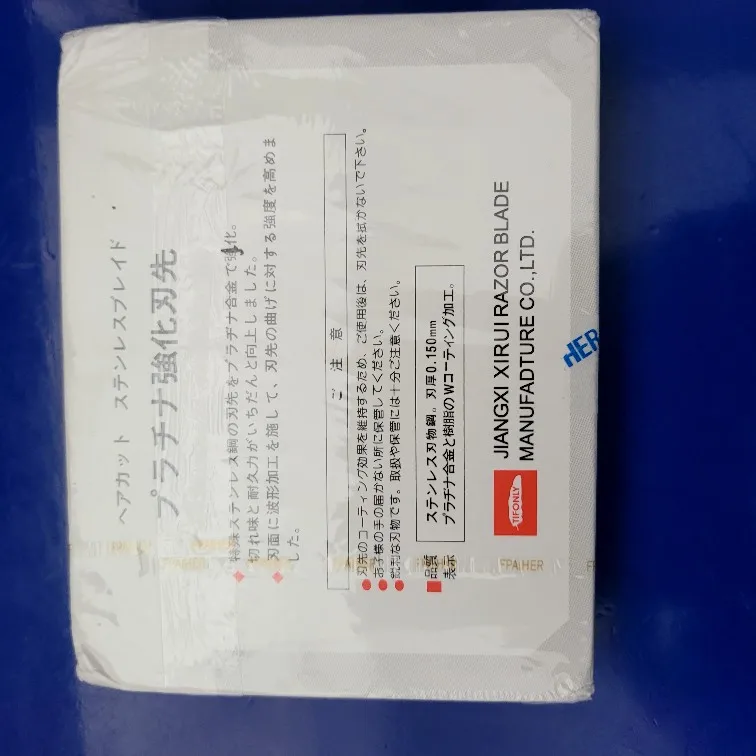 ヘアカット ステンレスブレイド
プラチナ強化刃先
特殊ステンレス鋼の刃先をプラチナ合金で強化。
切れ味と耐久力がいちだんと向上しました。
刃面に波形加工を施して、刃先の曲げに対する強度を高めま
した。
ご 注 意
刃先のコーティング効果を維持するため、ご使用後は、刃先を拭かないで下さい。
お子様の手の届かない所に保管してください。
鋭利な刃物です。取扱や保管には十分ご注意ください。
品質
表示
ステンレス刃物鋼。刃厚0.150mm
プラチナ合金と樹脂のWコーティング加工。
TIFONLY
JIANGXI XIRUI RAZOR BLADE
MANUFADTURE CO.,LTD.
HER
FPAIHER
FPAIHER